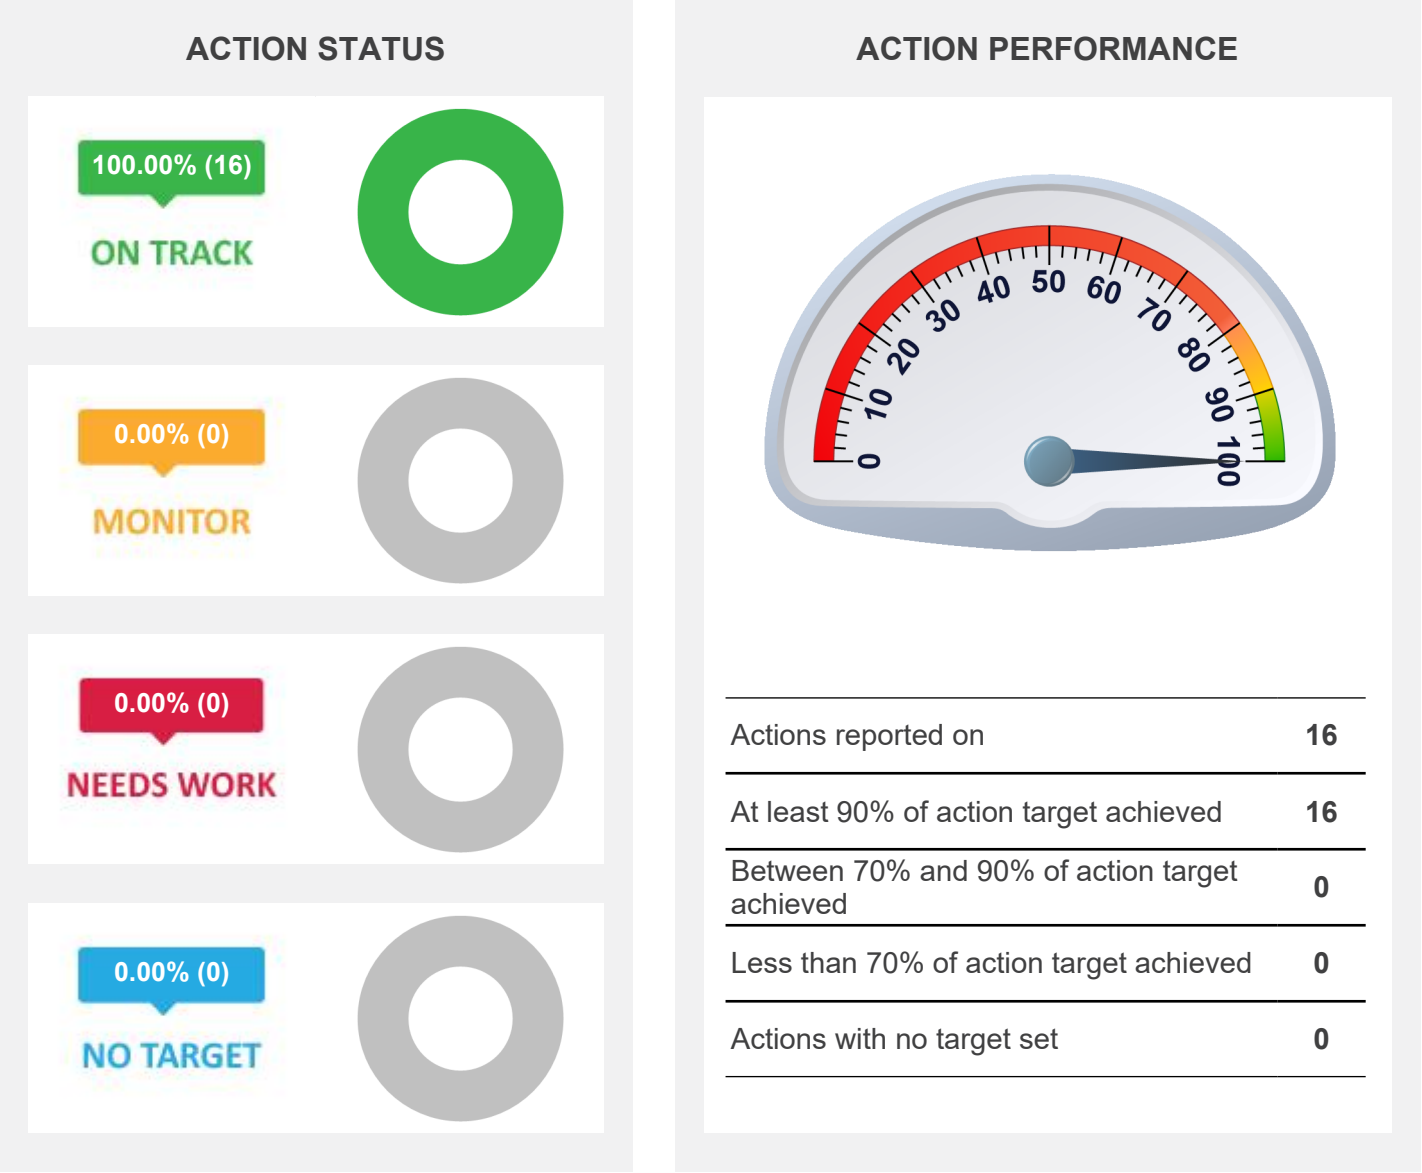 ACTION STATUS
100.00% (16)
ON TRACK
0.00% (0)
MONITOR
0.00% (0)
NEEDS WORK
0.00% (0)
NO TARGET
ACTION PERFORMANCE
0
10
20
30
40
50
60
70
80
90
100
Actions reported on 16
At least 90% of action target achieved 16
Between 70% and 90% of action target
achieved 0
Less than 70% of action target achieved 0
Actions with no target set 0